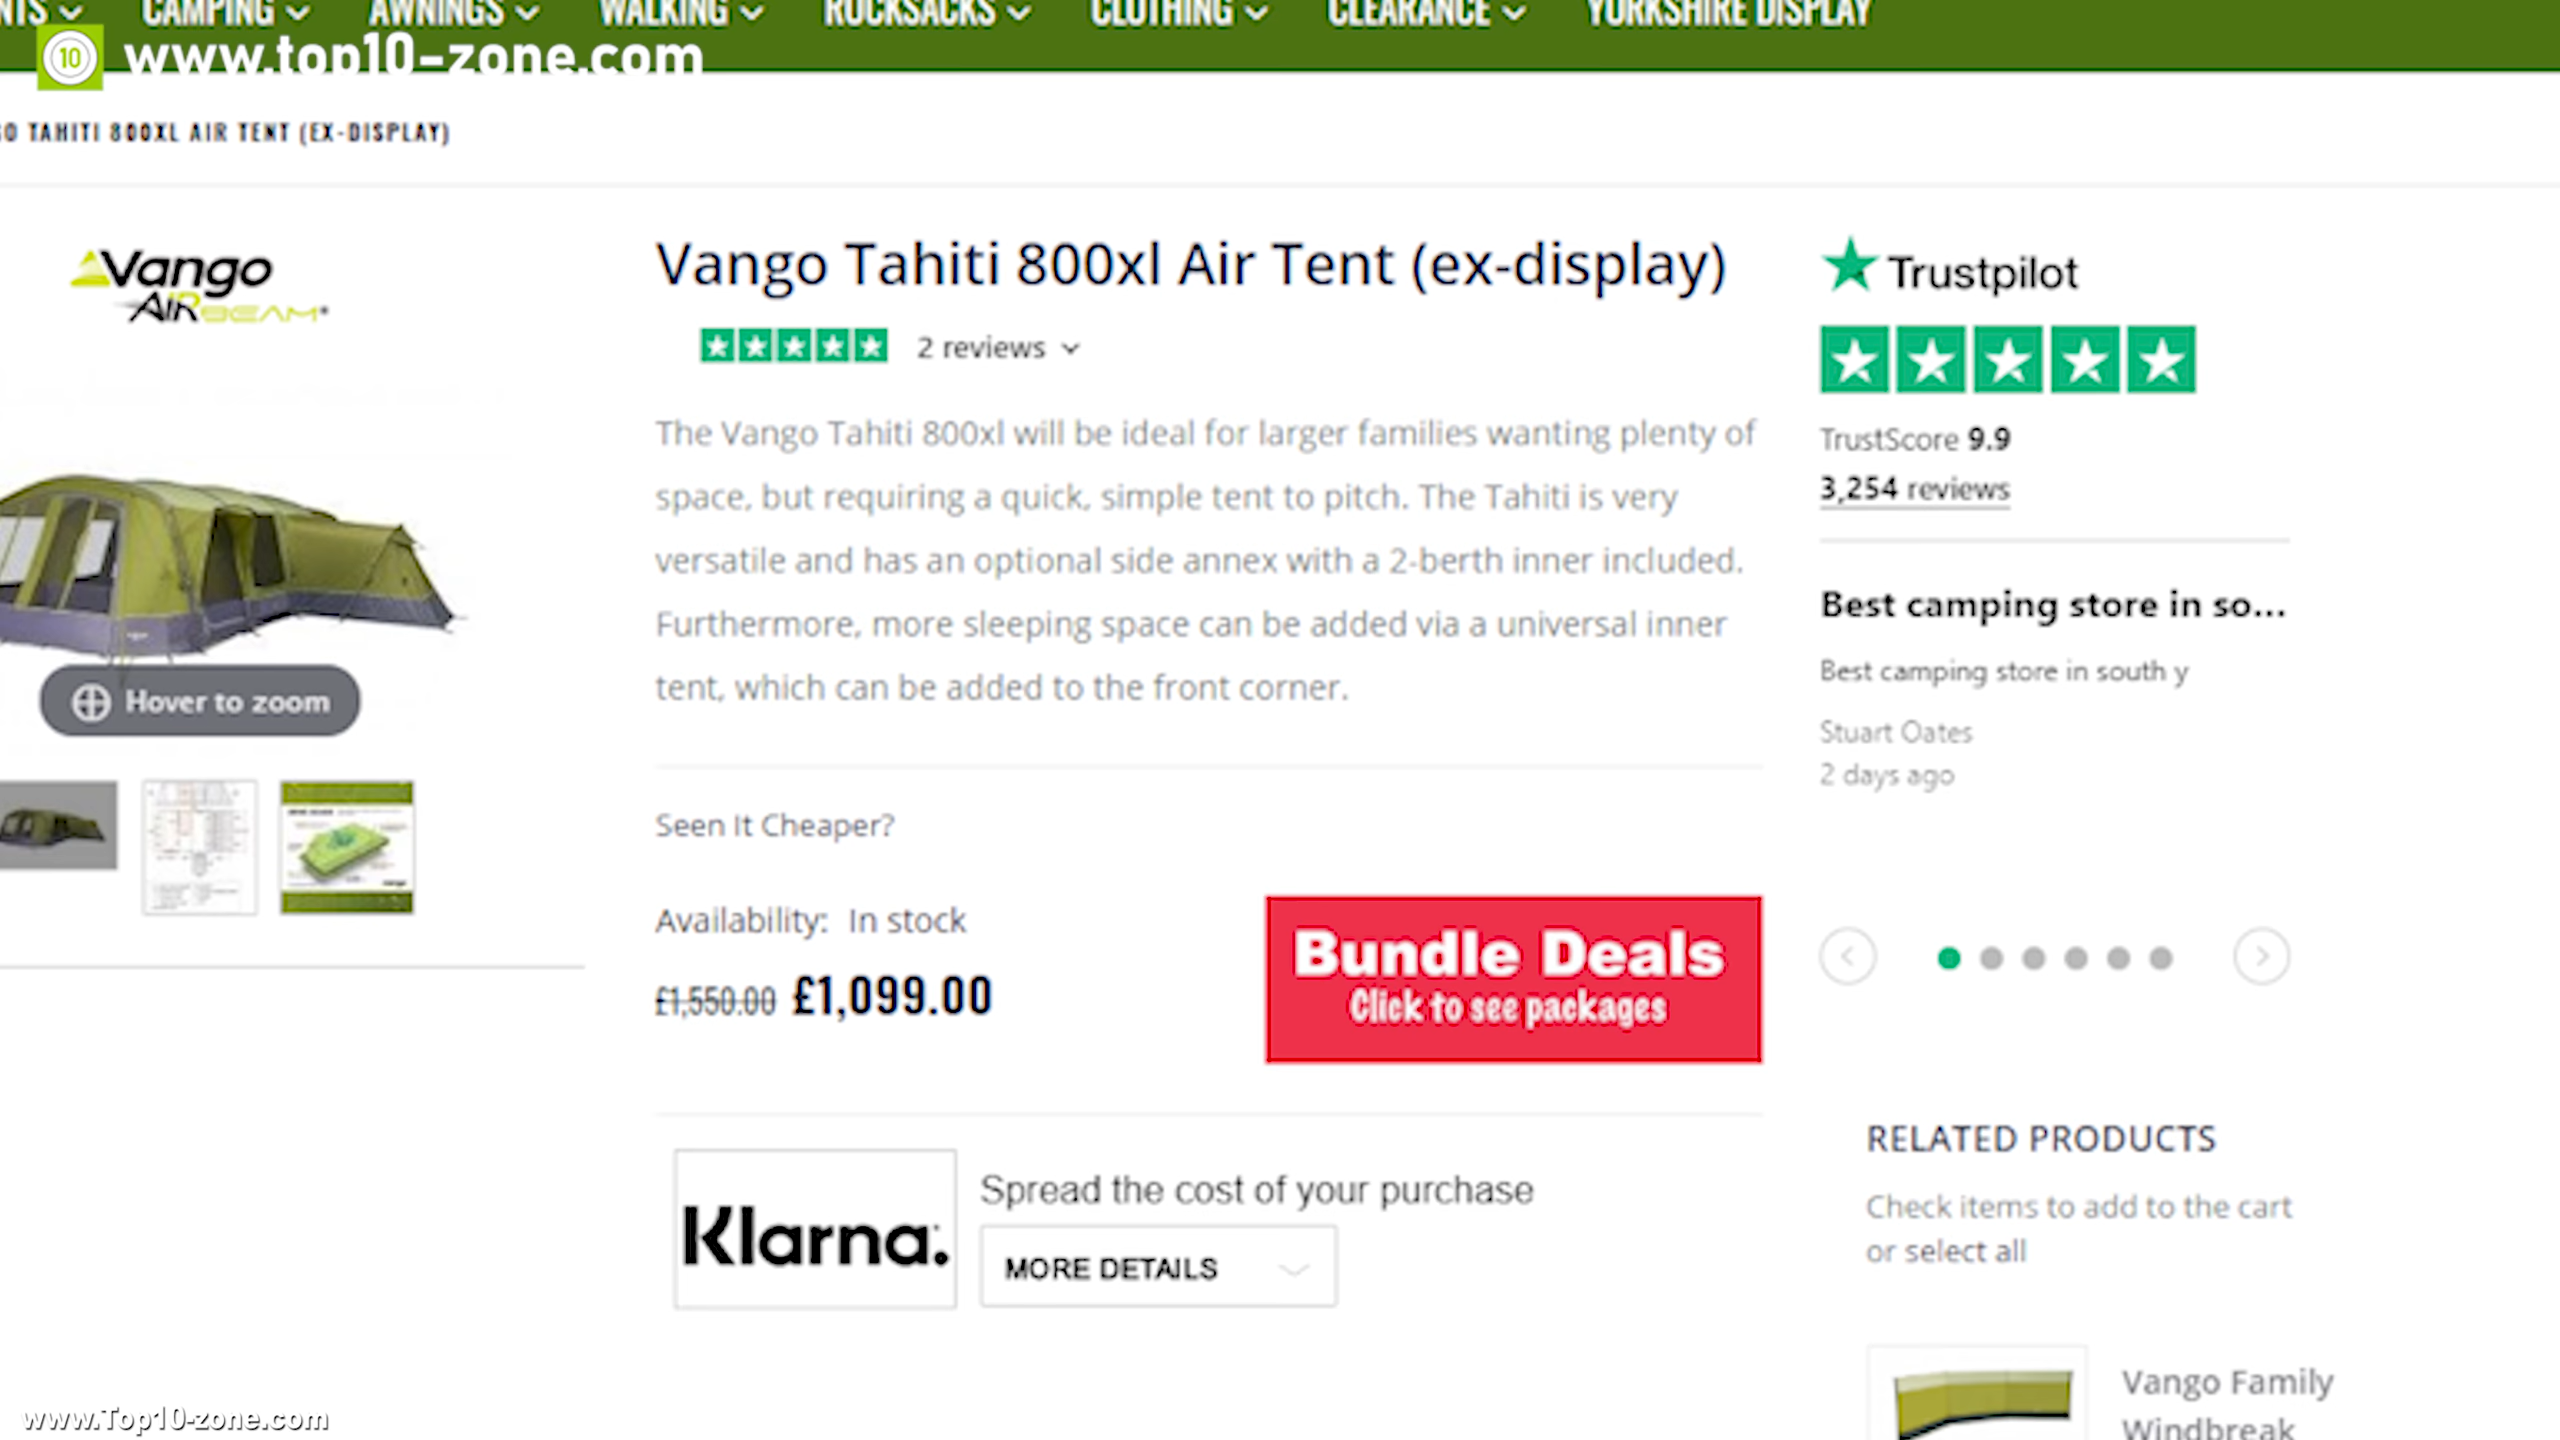 NTS CAMPING AWNINGS WALKING RUCKSACKS CLOTHING CLEARANCE YORKSHIRE DISPLAY
10 www.top10-zone.com
GO TAHITI 800XL AIR TENT (EX-DISPLAY)
Vango
AIRBEAM
Hover to zoom
Vango Tahiti 800xl Air Tent (ex-display)
2 reviews
The Vango Tahiti 800xl will be ideal for larger families wanting plenty of
space, but requiring a quick, simple tent to pitch. The Tahiti is very
versatile and has an optional side annex with a 2-berth inner included.
Furthermore, more sleeping space can be added via a universal inner
tent, which can be added to the front corner.
Seen It Cheaper?
Availability: In stock
£1,550.00 £1,099.00
Bundle Deals
Click to see packages
Klarna.
Spread the cost of your purchase
MORE DETAILS
Trustpilot
TrustScore 9.9
3,254 reviews
Best camping store in so...
Best camping store in south y
Stuart Oates
2 days ago
RELATED PRODUCTS
Check items to add to the cart
or select all
Vango Family
Windbreak
www.Top10-zone.com